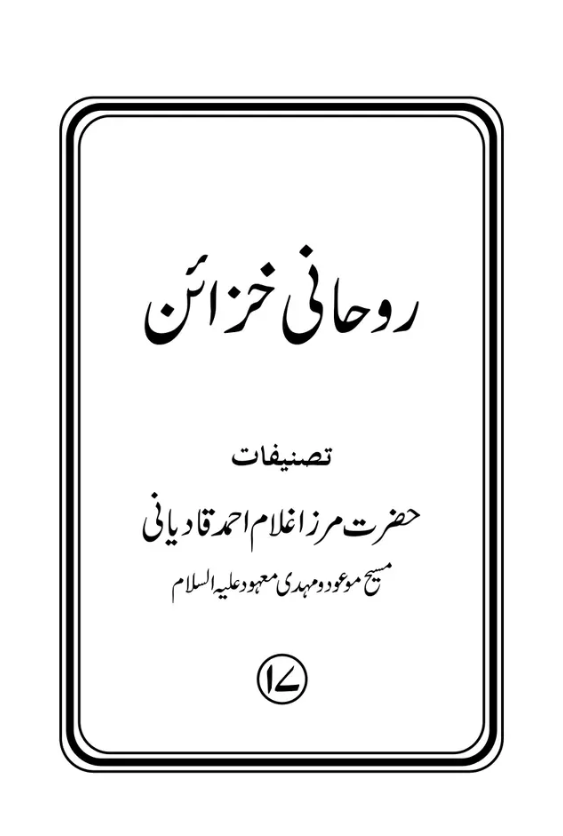 روحانی خزائن
تصنیفات
حضرت مرزا غلام احمد قادیانی
مسیح موعود و مہدی معہود علیہ السلام
۱۷